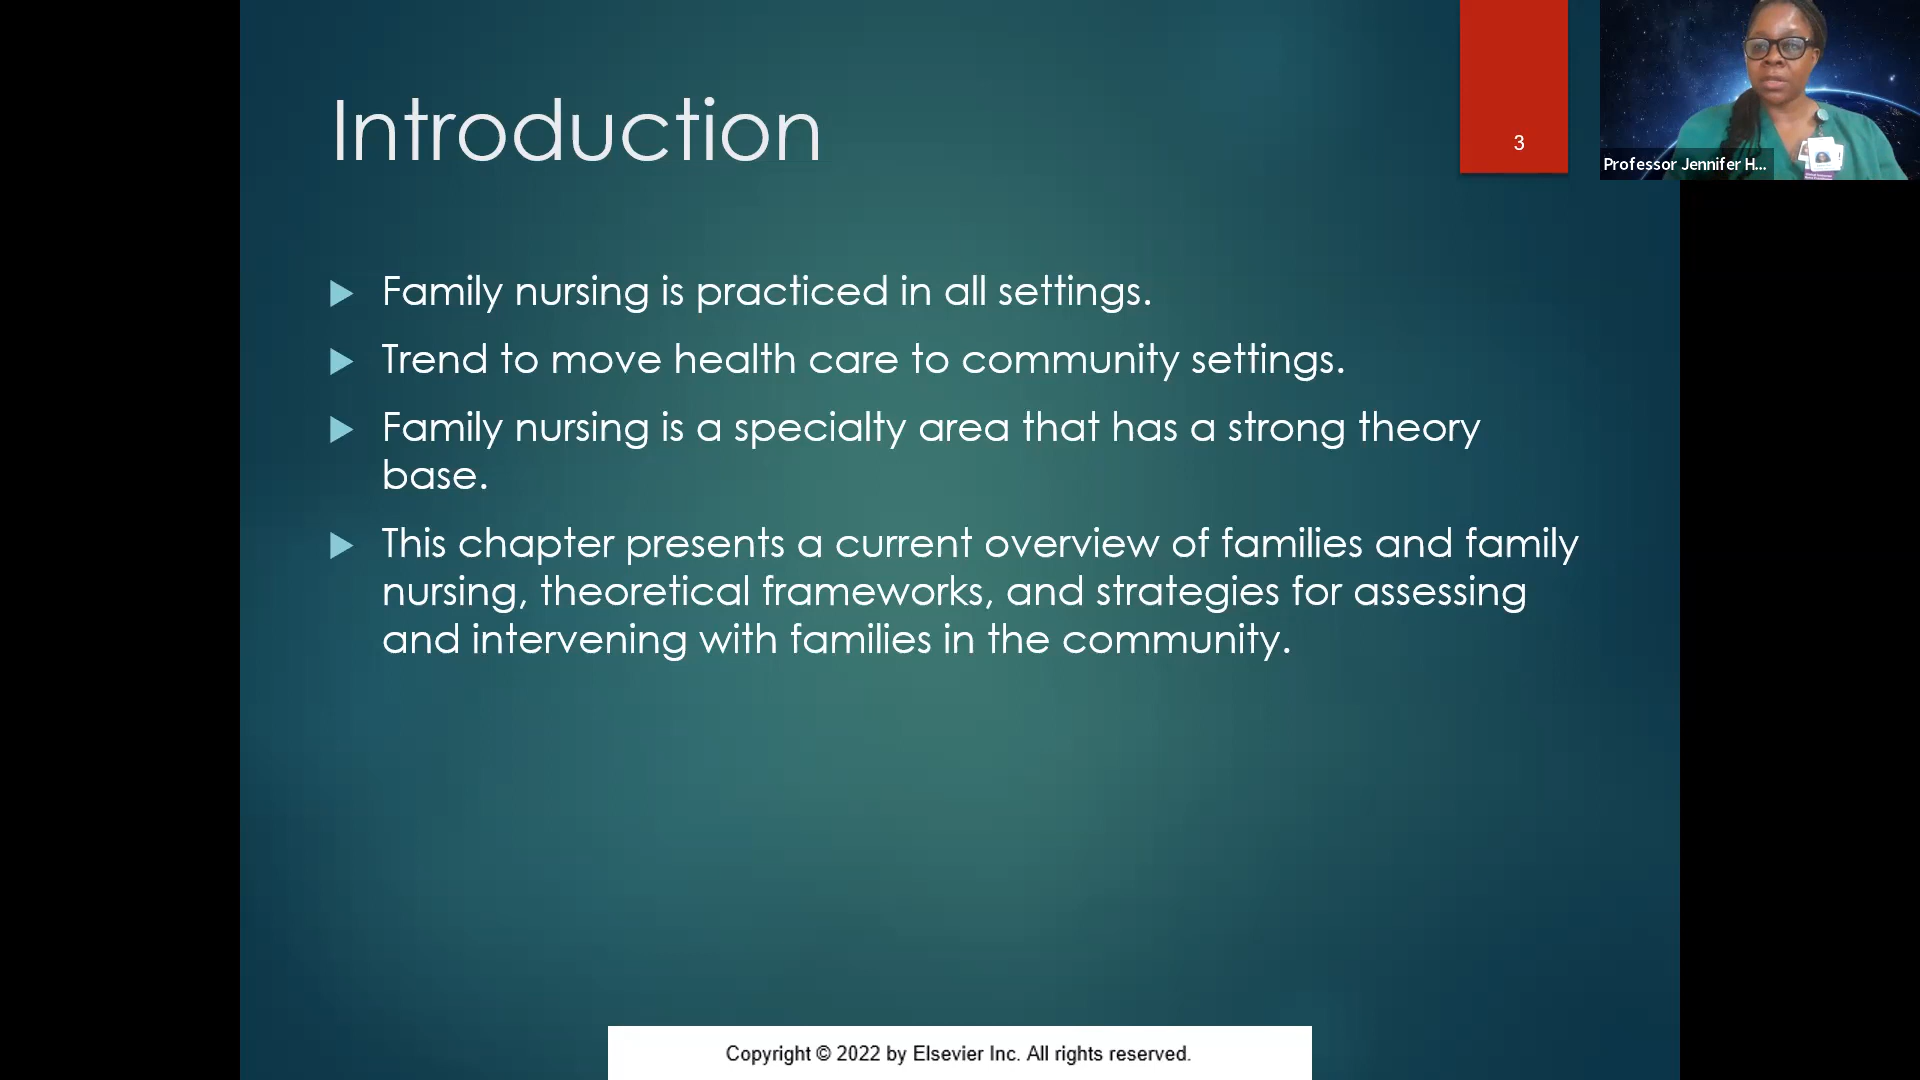 Introduction
3
Professor Jennifer H...
Family nursing is practiced in all settings.
Trend to move health care to community settings.
Family nursing is a specialty area that has a strong theory
base.
This chapter presents a current overview of families and family
nursing, theoretical frameworks, and strategies for assessing
and intervening with families in the community.
Copyright © 2022 by Elsevier Inc. All rights reserved.